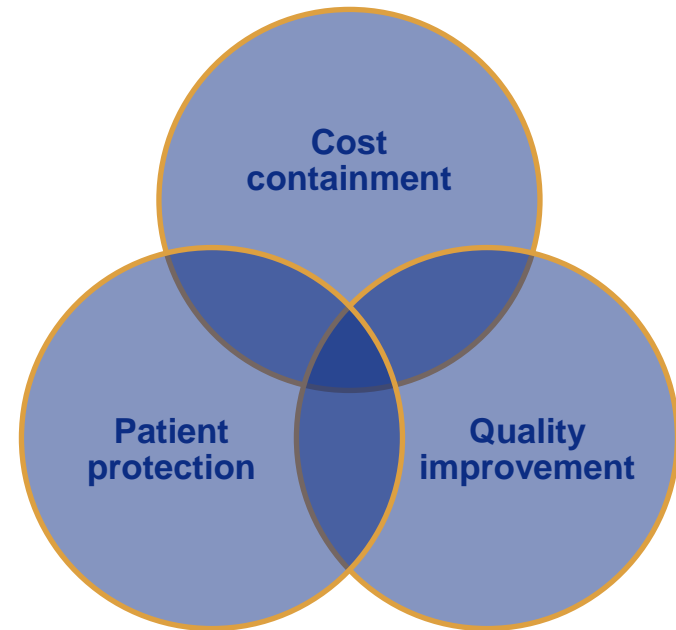 Cost
containment
Patient
protection
Quality
improvement